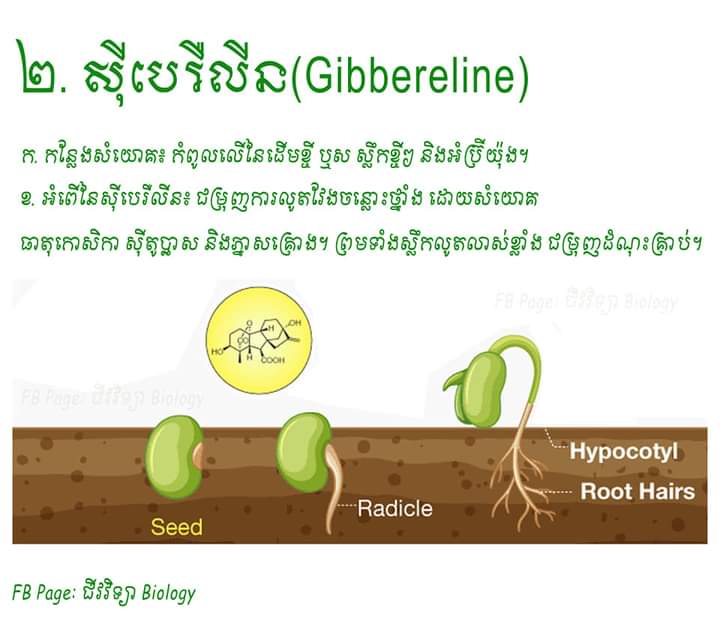 ២. ស៊ីបេរីលីន(Gibbereline)
ក. កន្លែងសំយោគ៖ កំពូលលើនៃដើមខ្ចី ឬស ស្លឹកខ្ចីៗ និងអំប្រ៊ីយ៉ុង។
ខ. អំពើនៃស៊ីបេរីលីន៖ ជម្រុញការលូតវែងចន្លោះថ្នាំង ដោយសំយោគ
ធាតុកោសិកា ស៊ីតូប្លាស និងភ្នាសគ្រោង។ ព្រមទាំងស្លឹកលូតលាស់ខ្លាំង ជម្រុញដំណុះគ្រាប់។
FB Page: ជីវវិទ្យា Biology
O
OH
H
CO
O
HO
H
COOH
FB Page: ជីវវិទ្យា Biology
Hypocotyl
Root Hairs
Radicle
Seed
FB Page: ជីវវិទ្យា Biology